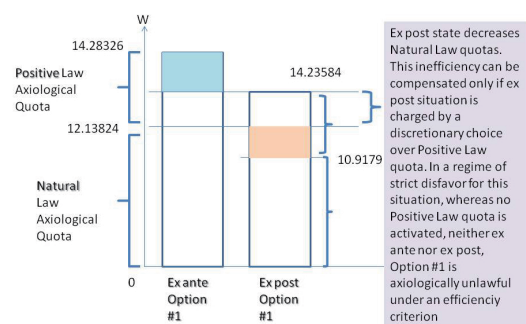 W
14.28326
Positive Law
Axiological
Quota
14.23584
12.13824
10.9179
Natural
Law
Axiological
Quota
0
Ex ante
Option
#1
Ex post
Option
#1
Ex post state decreases
Natural Law quotas.
This inefficiency can be
compensated only if ex
post situation is
charged by a
discretionary choice
over Positive Law
quota. In a regime of
strict disfavor for this
situation, whereas no
Positive Law quota is
activated, neither ex
ante nor ex post,
Option #1 is
axiologically unlawful
under an efficienciy
criterion